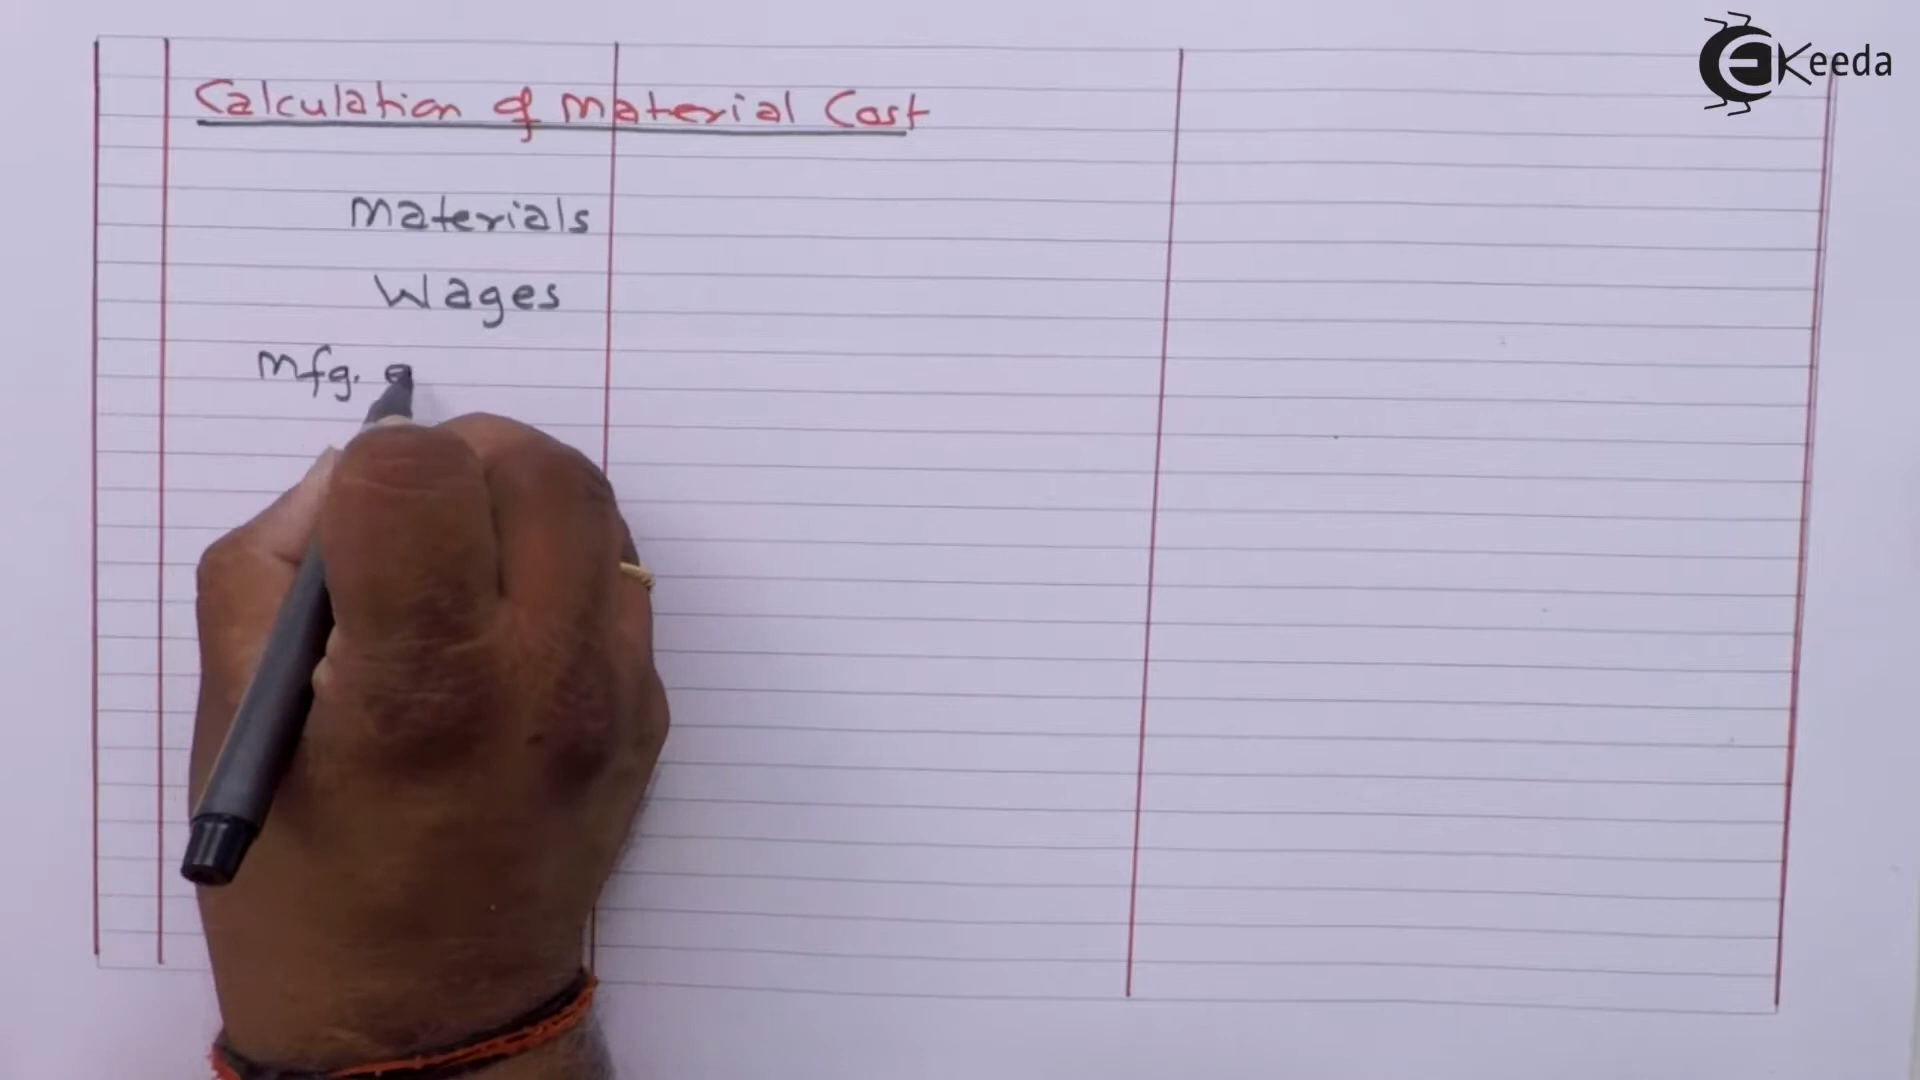 Keeda
Calculation of Material Cost
Materials
Wages
Mfg. e